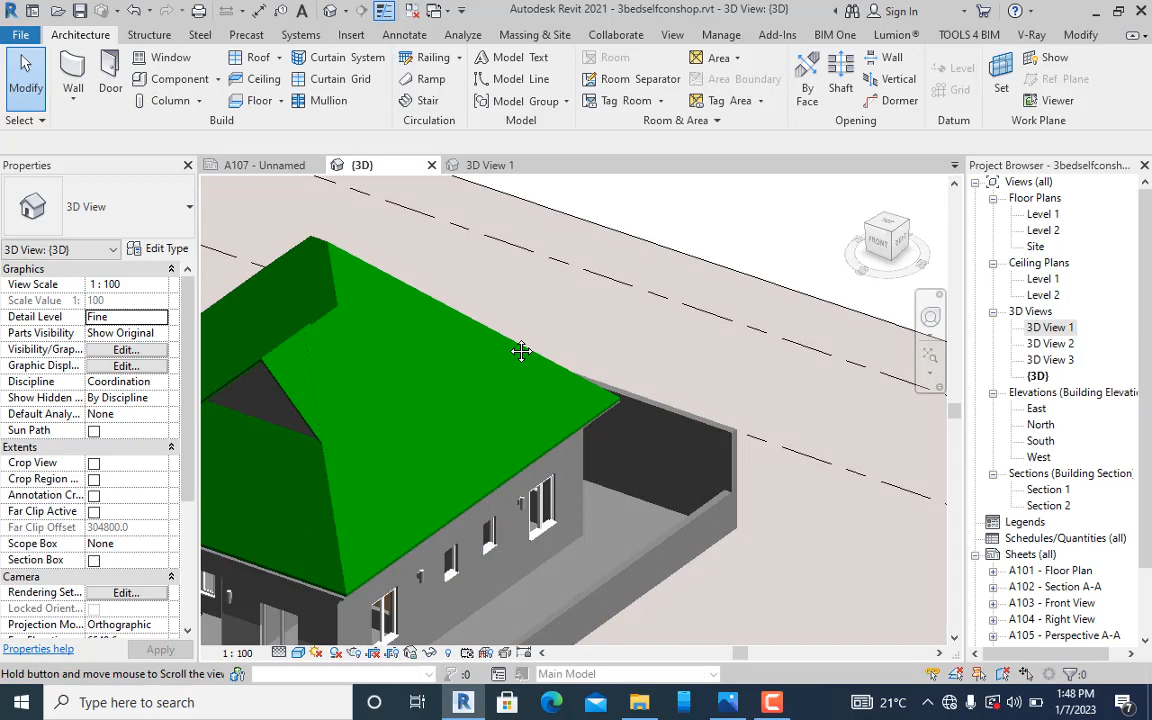 Autodesk Revit 2021 - 3bedselfconshop.rvt - 3D View: {3D}
Sign In
File Architecture Structure Steel Precast Systems Insert Annotate Analyze Massing & Site Collaborate View Manage Add-Ins BIM One Lumion® TOOLS 4 BIM V-Ray Modify
Modify
Select
Wall
Door
Window
Component
Column
Roof
Ceiling
Floor
Curtain System
Curtain Grid
Mullion
Build
Railing
Ramp
Stair
Circulation
Model Text
Model Line
Model Group
Model
Room
Room Separator
Tag Room
Area
Area Boundary
Tag Area
Room & Area
By Face
Shaft
Wall
Vertical
Dormer
Opening
Level
Grid
Datum
Set
Show
Ref Plane
Viewer
Work Plane
Properties
A107 - Unnamed
{3D}
3D View 1
Project Browser - 3bedselfconsh...
3D View
3D View: {3D}
Edit Type
Graphics
View Scale 1 : 100
Scale Value 1: 100
Detail Level Fine
Parts Visibility Show Original
Visibility/Grap... Edit...
Graphic Displ... Edit...
Discipline Coordination
Show Hidden ... By Discipline
Default Analy... None
Sun Path
Extents
Crop View
Crop Region ...
Annotation Cr...
Far Clip Active
Far Clip Offset 304800.0
Scope Box None
Section Box
Camera
Rendering Set... Edit...
Locked Orient...
Projection Mo... Orthographic
Properties help
Apply
FRONT
Views (all)
Floor Plans
Level 1
Level 2
Site
Ceiling Plans
Level 1
Level 2
3D Views
3D View 1
3D View 2
3D View 3
{3D}
Elevations (Building Elevati
East
North
South
West
Sections (Building Section)
Section 1
Section 2
Legends
Schedules/Quantities (all)
Sheets (all)
A101 - Floor Plan
A102 - Section A-A
A103 - Front View
A104 - Right View
A105 - Perspective A-A
1 : 100
Hold button and move mouse to Scroll the view
:0
Main Model
:0
Type here to search
21°C
1:48 PM
1/7/2023
7